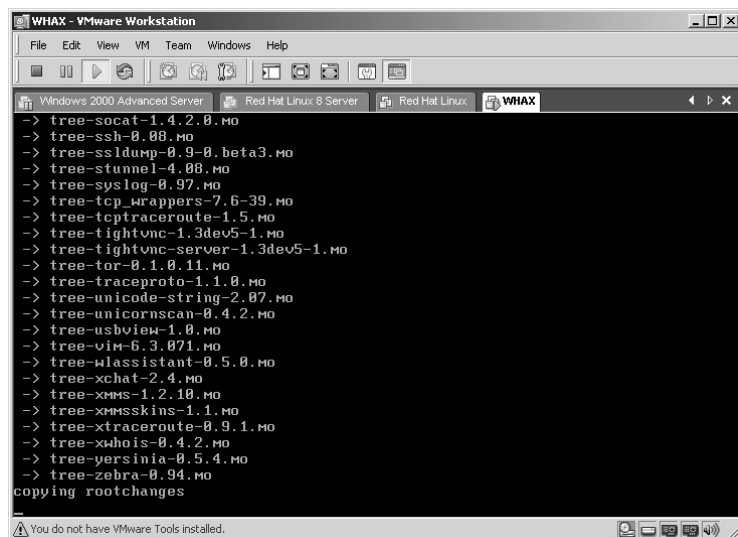 WHAX - VMware Workstation
File Edit View VM Team Windows Help
Windows 2000 Advanced Server Red Hat Linux 8 Server Red Hat Linux WHAX
-> tree-socat-1.4.2.0.mo
-> tree-ssh-0.08.mo
-> tree-ssldump-0.9-0.beta3.mo
-> tree-stunnel-4.08.mo
-> tree-syslog-0.97.mo
-> tree-tcp_wrappers-7.6-39.mo
-> tree-tcptraceroute-1.5.mo
-> tree-tightvnc-1.3dev5-1.mo
-> tree-tightvnc-server-1.3dev5-1.mo
-> tree-tor-0.1.0.11.mo
-> tree-traceproto-1.1.0.mo
-> tree-unicode-string-2.07.mo
-> tree-unicornscan-0.4.2.mo
-> tree-usbview-1.0.mo
-> tree-vim-6.3.071.mo
-> tree-wlassistant-0.5.0.mo
-> tree-xchat-2.4.mo
-> tree-xmms-1.2.10.mo
-> tree-xmmsskins-1.1.mo
-> tree-xtraceroute-0.9.1.mo
-> tree-xwhois-0.4.2.mo
-> tree-yersinia-0.5.4.mo
-> tree-zebra-0.94.mo
copying rootchanges
You do not have VMware Tools installed.